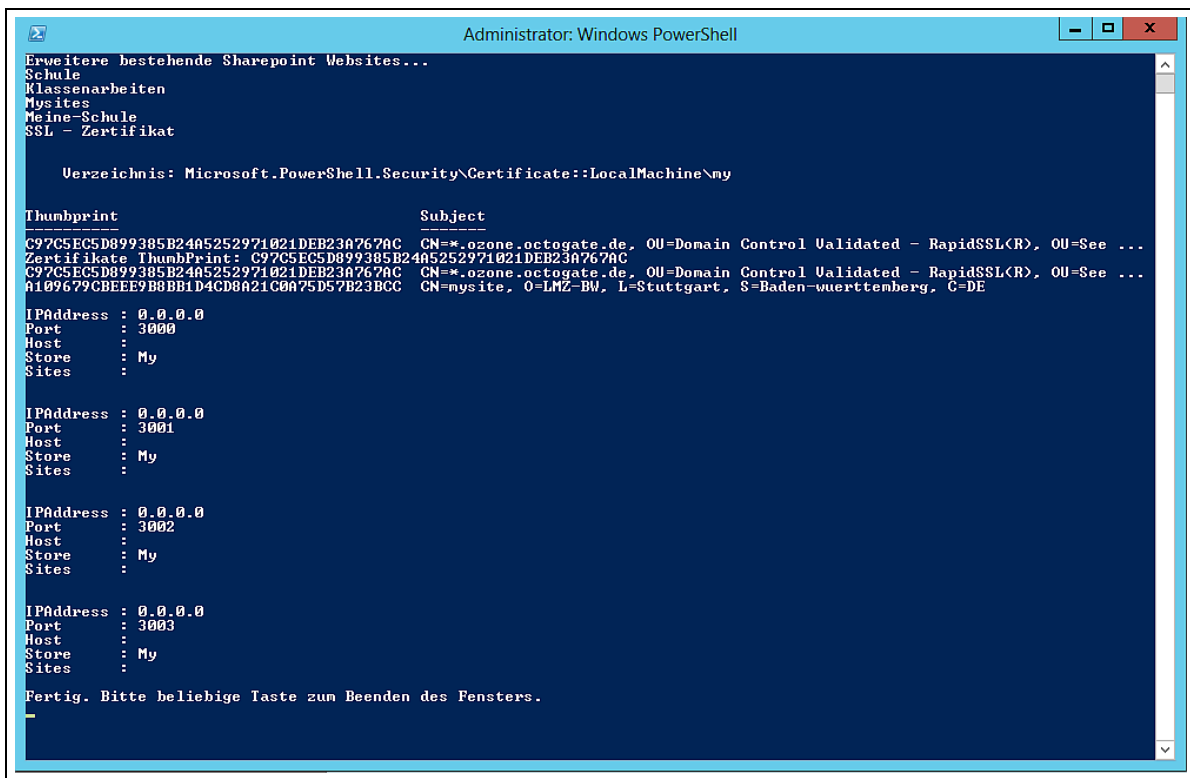 Administrator: Windows PowerShell
Erweitere bestehende Sharepoint Websites...
Schule
Klassenarbeiten
Mysites
Meine-Schule
SSL - Zertifikat
Verzeichnis: Microsoft.PowerShell.Security\Certificate::LocalMachine\my
Thumbprint Subject
---------- -------
C97C5EC5D899385B24A5252971021DEB23A767AC CN=*.ozone.octogate.de, OU=Domain Control Validated - RapidSSL(R), OU=See ...
Zertifikate ThumbPrint: C97C5EC5D899385B24A5252971021DEB23A767AC
C97C5EC5D899385B24A5252971021DEB23A767AC CN=*.ozone.octogate.de, OU=Domain Control Validated - RapidSSL(R), OU=See ...
A109679CBEEE9B8BB1D4CD8A21C0A75D57B23BCC CN=mysite, O=LMZ-BW, L=Stuttgart, S=Baden-wuerttemberg, C=DE
IPAddress : 0.0.0.0
Port : 3000
Host :
Store : My
Sites :
IPAddress : 0.0.0.0
Port : 3001
Host :
Store : My
Sites :
IPAddress : 0.0.0.0
Port : 3002
Host :
Store : My
Sites :
IPAddress : 0.0.0.0
Port : 3003
Host :
Store : My
Sites :
Fertig. Bitte beliebige Taste zum Beenden des Fensters.